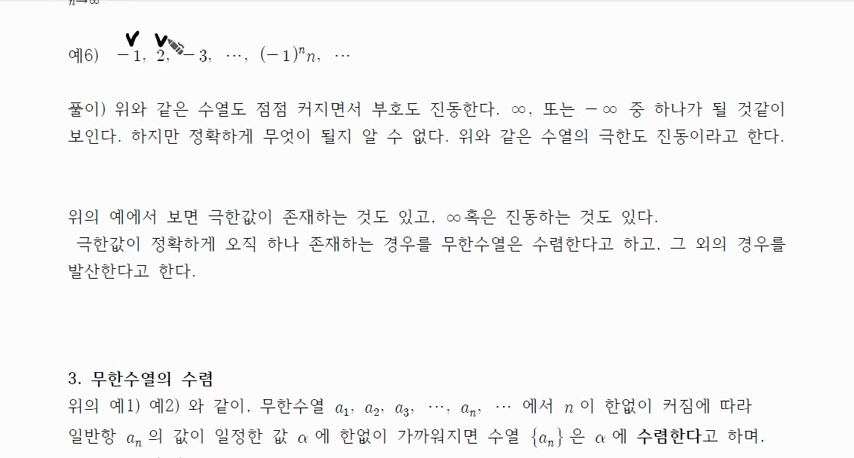 n→∞
예6) −1, 2, −3, ⋯, (−1)ⁿn, ⋯
풀이) 위와 같은 수열도 점점 커지면서 부호도 진동한다. ∞, 또는 −∞ 중 하나가 될 것같이
보인다. 하지만 정확하게 무엇이 될지 알 수 없다. 위와 같은 수열의 극한도 진동이라고 한다.
위의 예에서 보면 극한값이 존재하는 것도 있고, ∞혹은 진동하는 것도 있다.
극한값이 정확하게 오직 하나 존재하는 경우를 무한수열은 수렴한다고 하고, 그 외의 경우를
발산한다고 한다.
3. 무한수열의 수렴
위의 예1) 예2) 와 같이, 무한수열 a₁, a₂, a₃, ⋯, aₙ, ⋯ 에서 n 이 한없이 커짐에 따라
일반항 aₙ 의 값이 일정한 값 α 에 한없이 가까워지면 수열 {aₙ} 은 α 에 수렴한다고 하며,